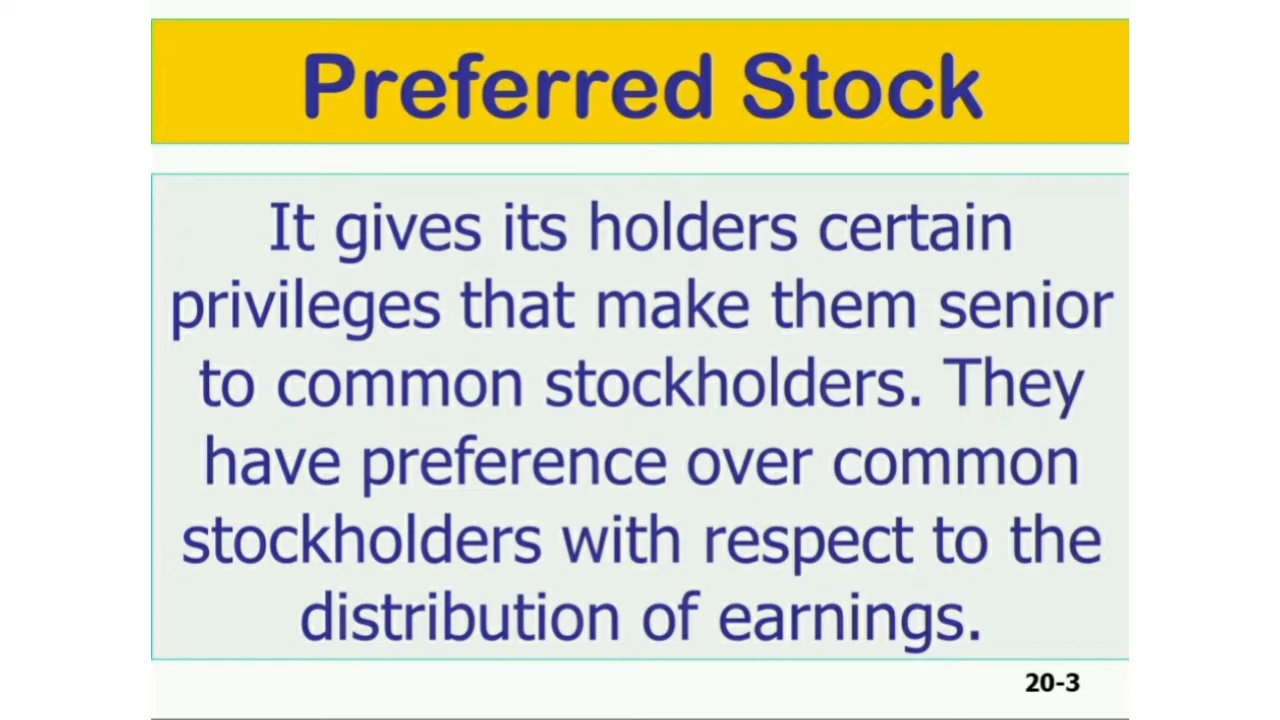 Preferred Stock
It gives its holders certain
privileges that make them senior
to common stockholders. They
have preference over common
stockholders with respect to the
distribution of earnings.
20-3